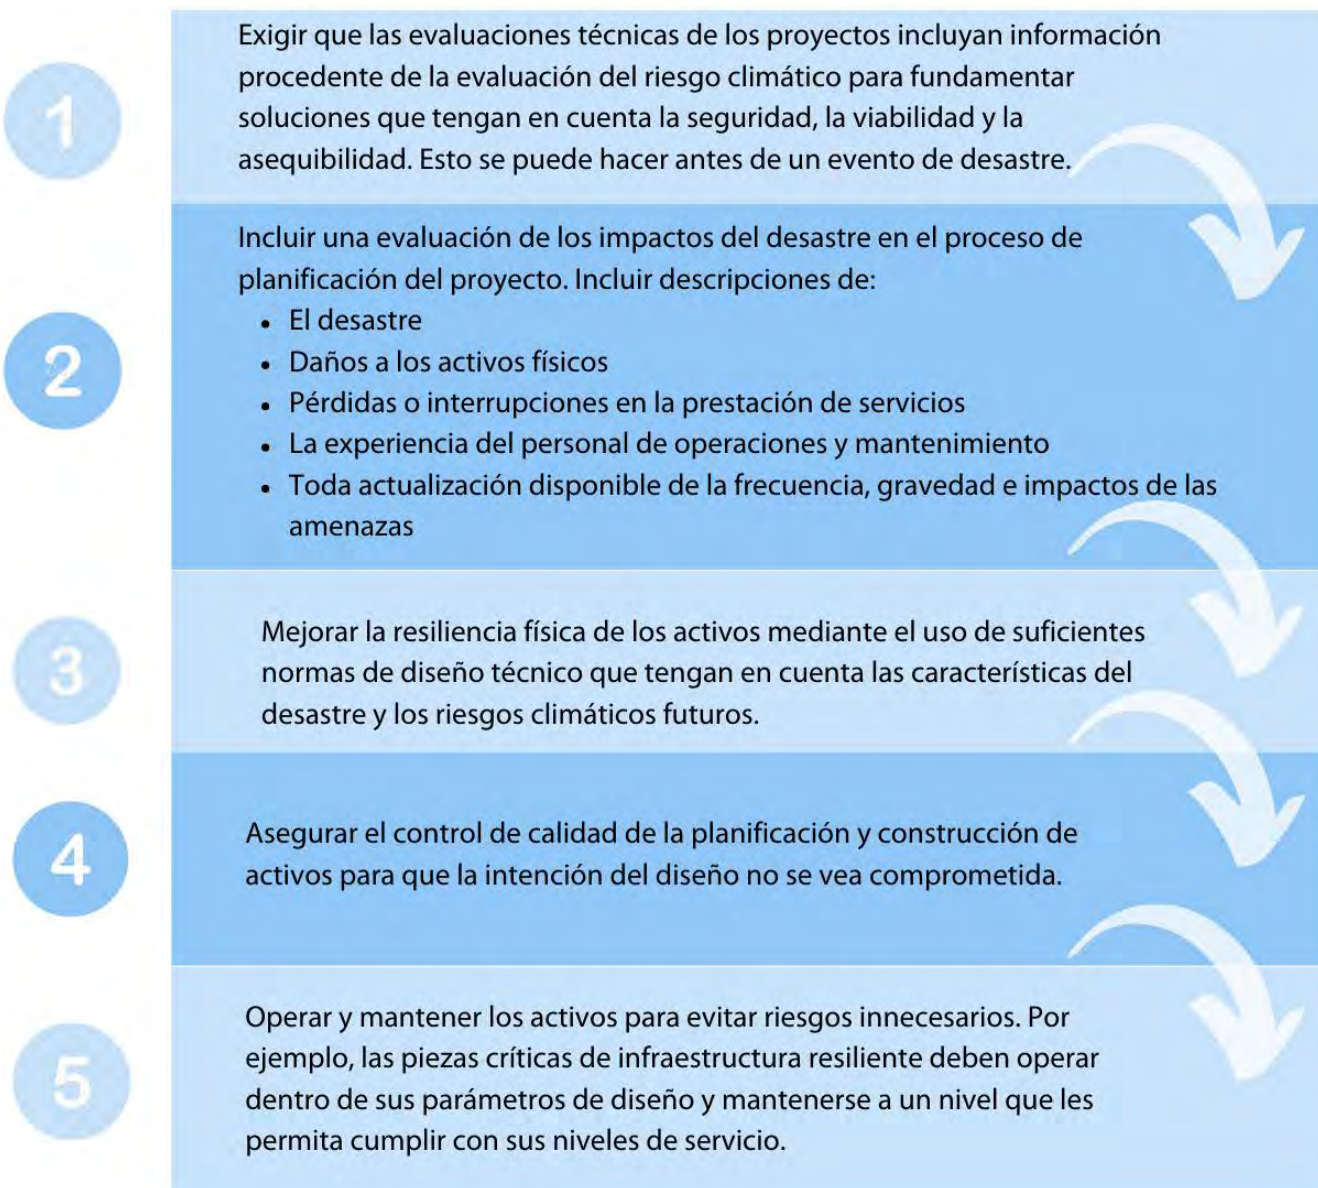 1
Exigir que las evaluaciones técnicas de los proyectos incluyan información
procedente de la evaluación del riesgo climático para fundamentar
soluciones que tengan en cuenta la seguridad, la viabilidad y la
asequibilidad. Esto se puede hacer antes de un evento de desastre.
2
Incluir una evaluación de los impactos del desastre en el proceso de
planificación del proyecto. Incluir descripciones de:
• El desastre
• Daños a los activos físicos
• Pérdidas o interrupciones en la prestación de servicios
• La experiencia del personal de operaciones y mantenimiento
• Toda actualización disponible de la frecuencia, gravedad e impactos de las
amenazas
3
Mejorar la resiliencia física de los activos mediante el uso de suficientes
normas de diseño técnico que tengan en cuenta las características del
desastre y los riesgos climáticos futuros.
4
Asegurar el control de calidad de la planificación y construcción de
activos para que la intención del diseño no se vea comprometida.
5
Operar y mantener los activos para evitar riesgos innecesarios. Por
ejemplo, las piezas críticas de infraestructura resiliente deben operar
dentro de sus parámetros de diseño y mantenerse a un nivel que les
permita cumplir con sus niveles de servicio.